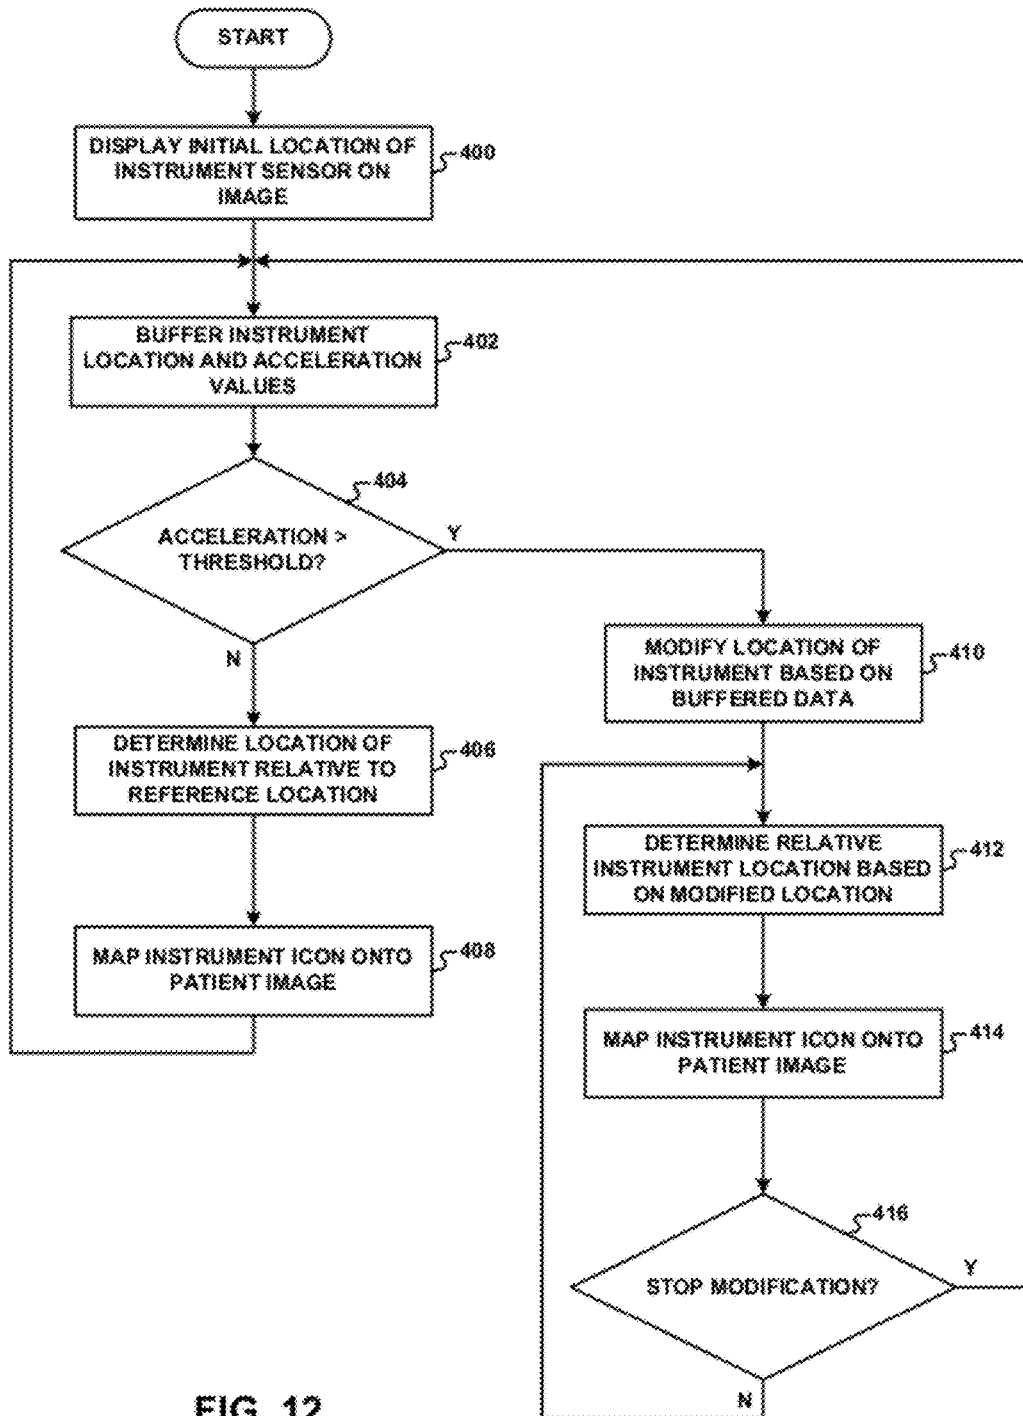 START
DISPLAY INITIAL LOCATION OF
INSTRUMENT SENSOR ON
IMAGE
400
BUFFER INSTRUMENT
LOCATION AND ACCELERATION
VALUES
402
404
ACCELERATION >
THRESHOLD?
Y
N
DETERMINE LOCATION OF
INSTRUMENT RELATIVE TO
REFERENCE LOCATION
406
MAP INSTRUMENT ICON ONTO
PATIENT IMAGE
408
MODIFY LOCATION OF
INSTRUMENT BASED ON
BUFFERED DATA
410
DETERMINE RELATIVE
INSTRUMENT LOCATION BASED
ON MODIFIED LOCATION
412
MAP INSTRUMENT ICON ONTO
PATIENT IMAGE
414
416
STOP MODIFICATION?
Y
N
FIG. 12